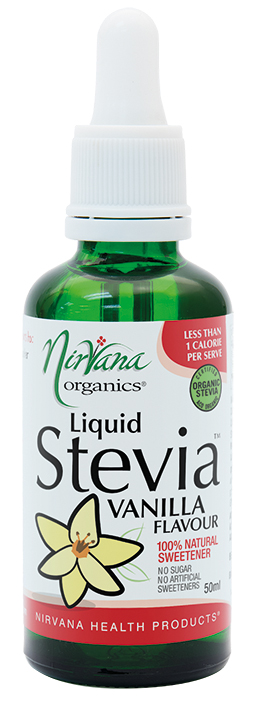 LESS THAN
1 CALORIE
PER SERVE
Nirvana
organics®
CERTIFIED
ORGANIC
STEVIA
Liquid
Stevia™
VANILLA
FLAVOUR
100% NATURAL
SWEETENER
NO SUGAR
NO ARTIFICIAL
SWEETENERS
50ml
NIRVANA HEALTH PRODUCTS®